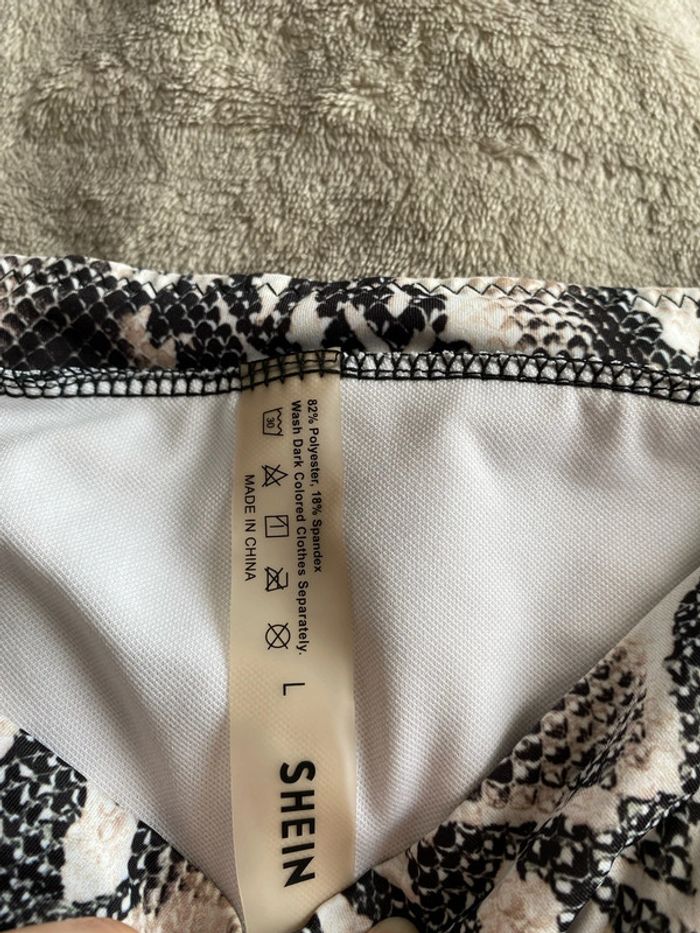 82% Polyester, 18% Spandex
Wash Dark Colored Clothes Separately.
30
MADE IN CHINA
L
SHEIN